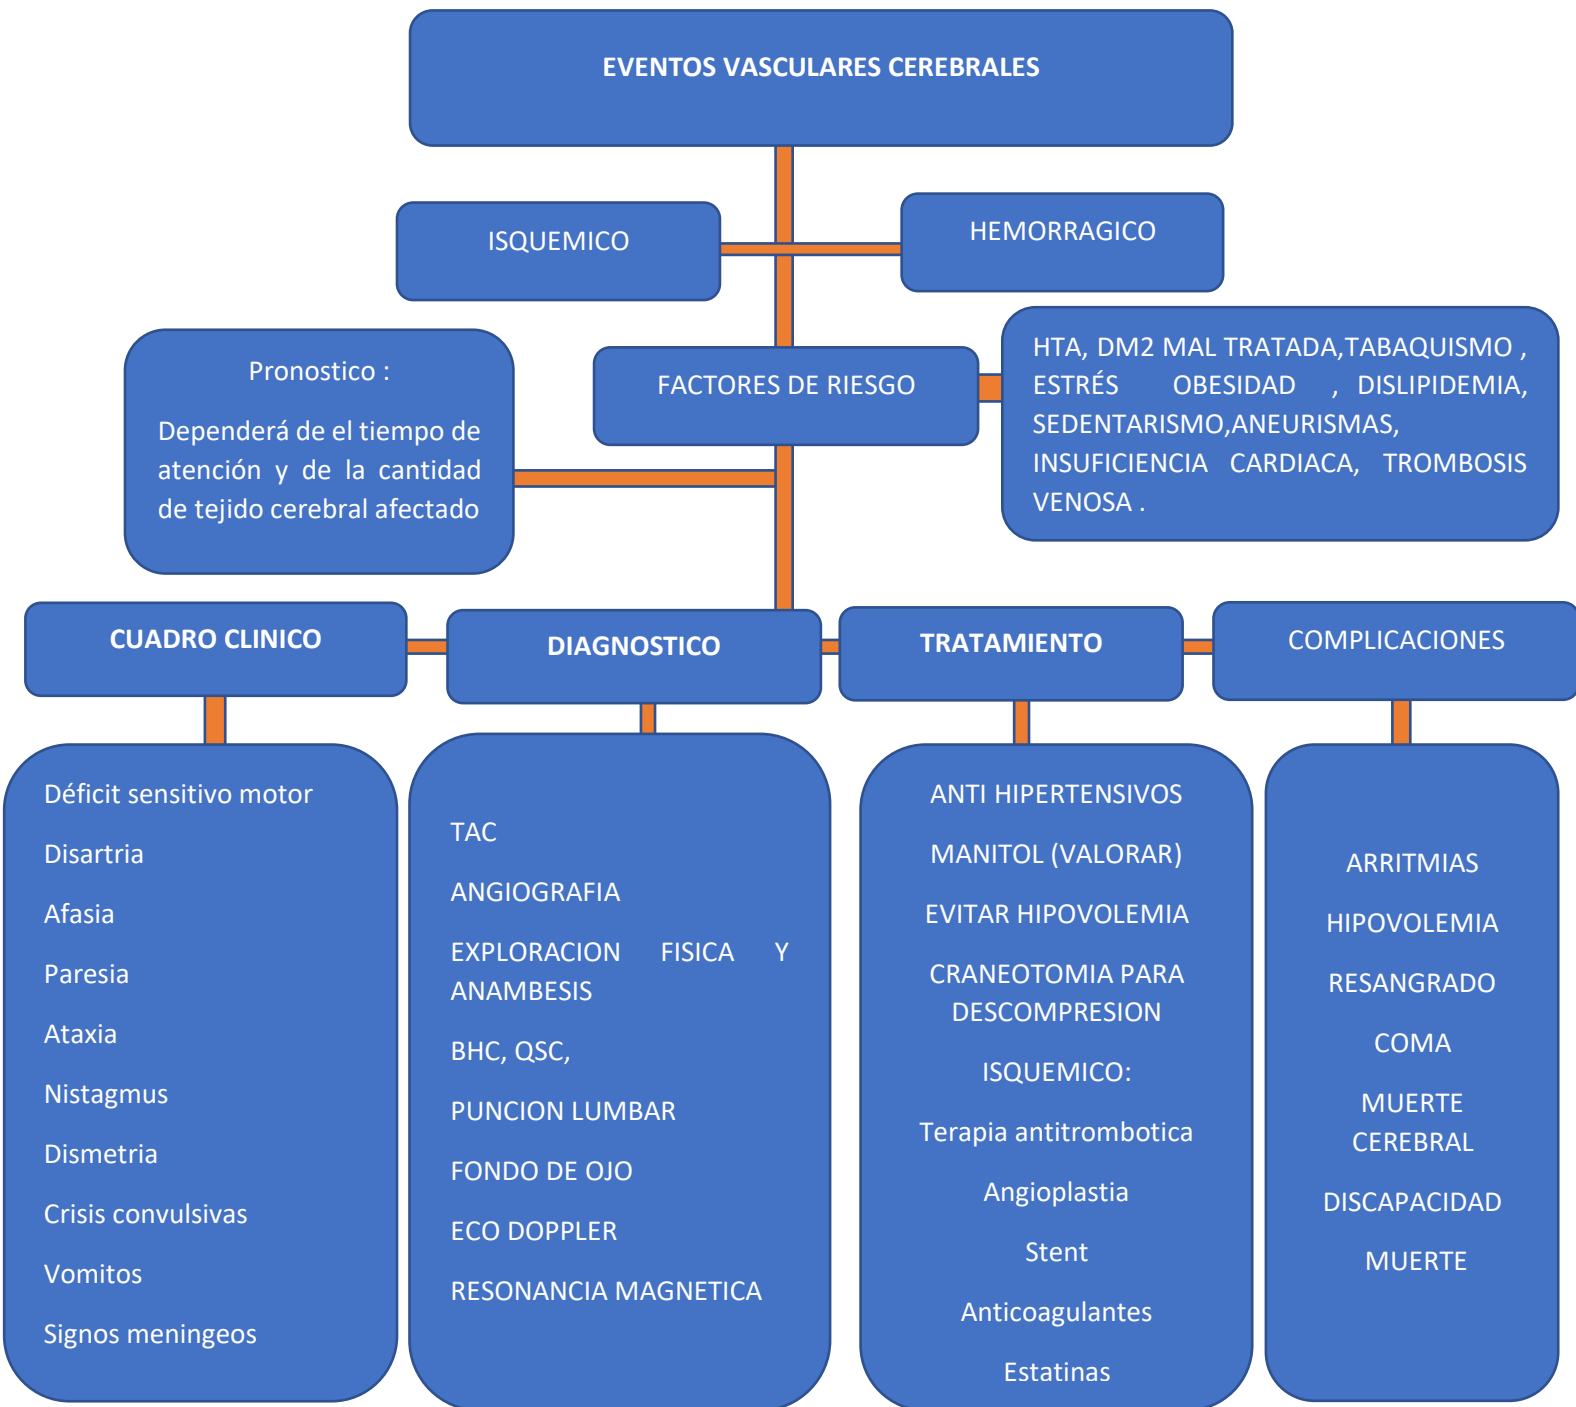 EVENTOS VASCULARES CEREBRALES
ISQUEMICO
HEMORRAGICO
Pronostico :
Dependerá de el tiempo de
atención y de la cantidad
de tejido cerebral afectado
FACTORES DE RIESGO
HTA, DM2 MAL TRATADA,TABAQUISMO ,
ESTRÉS OBESIDAD , DISLIPIDEMIA,
SEDENTARISMO,ANEURISMAS,
INSUFICIENCIA CARDIACA, TROMBOSIS
VENOSA .
CUADRO CLINICO
DIAGNOSTICO
TRATAMIENTO
COMPLICACIONES
Déficit sensitivo motor
Disartria
Afasia
Paresia
Ataxia
Nistagmus
Dismetria
Crisis convulsivas
Vomitos
Signos meningeos
TAC
ANGIOGRAFIA
EXPLORACION FISICA Y
ANAMBESIS
BHC, QSC,
PUNCION LUMBAR
FONDO DE OJO
ECO DOPPLER
RESONANCIA MAGNETICA
ANTI HIPERTENSIVOS
MANITOL (VALORAR)
EVITAR HIPOVOLEMIA
CRANEOTOMIA PARA
DESCOMPRESION
ISQUEMICO:
Terapia antitrombotica
Angioplastia
Stent
Anticoagulantes
Estatinas
ARRITMIAS
HIPOVOLEMIA
RESANGRADO
COMA
MUERTE
CEREBRAL
DISCAPACIDAD
MUERTE